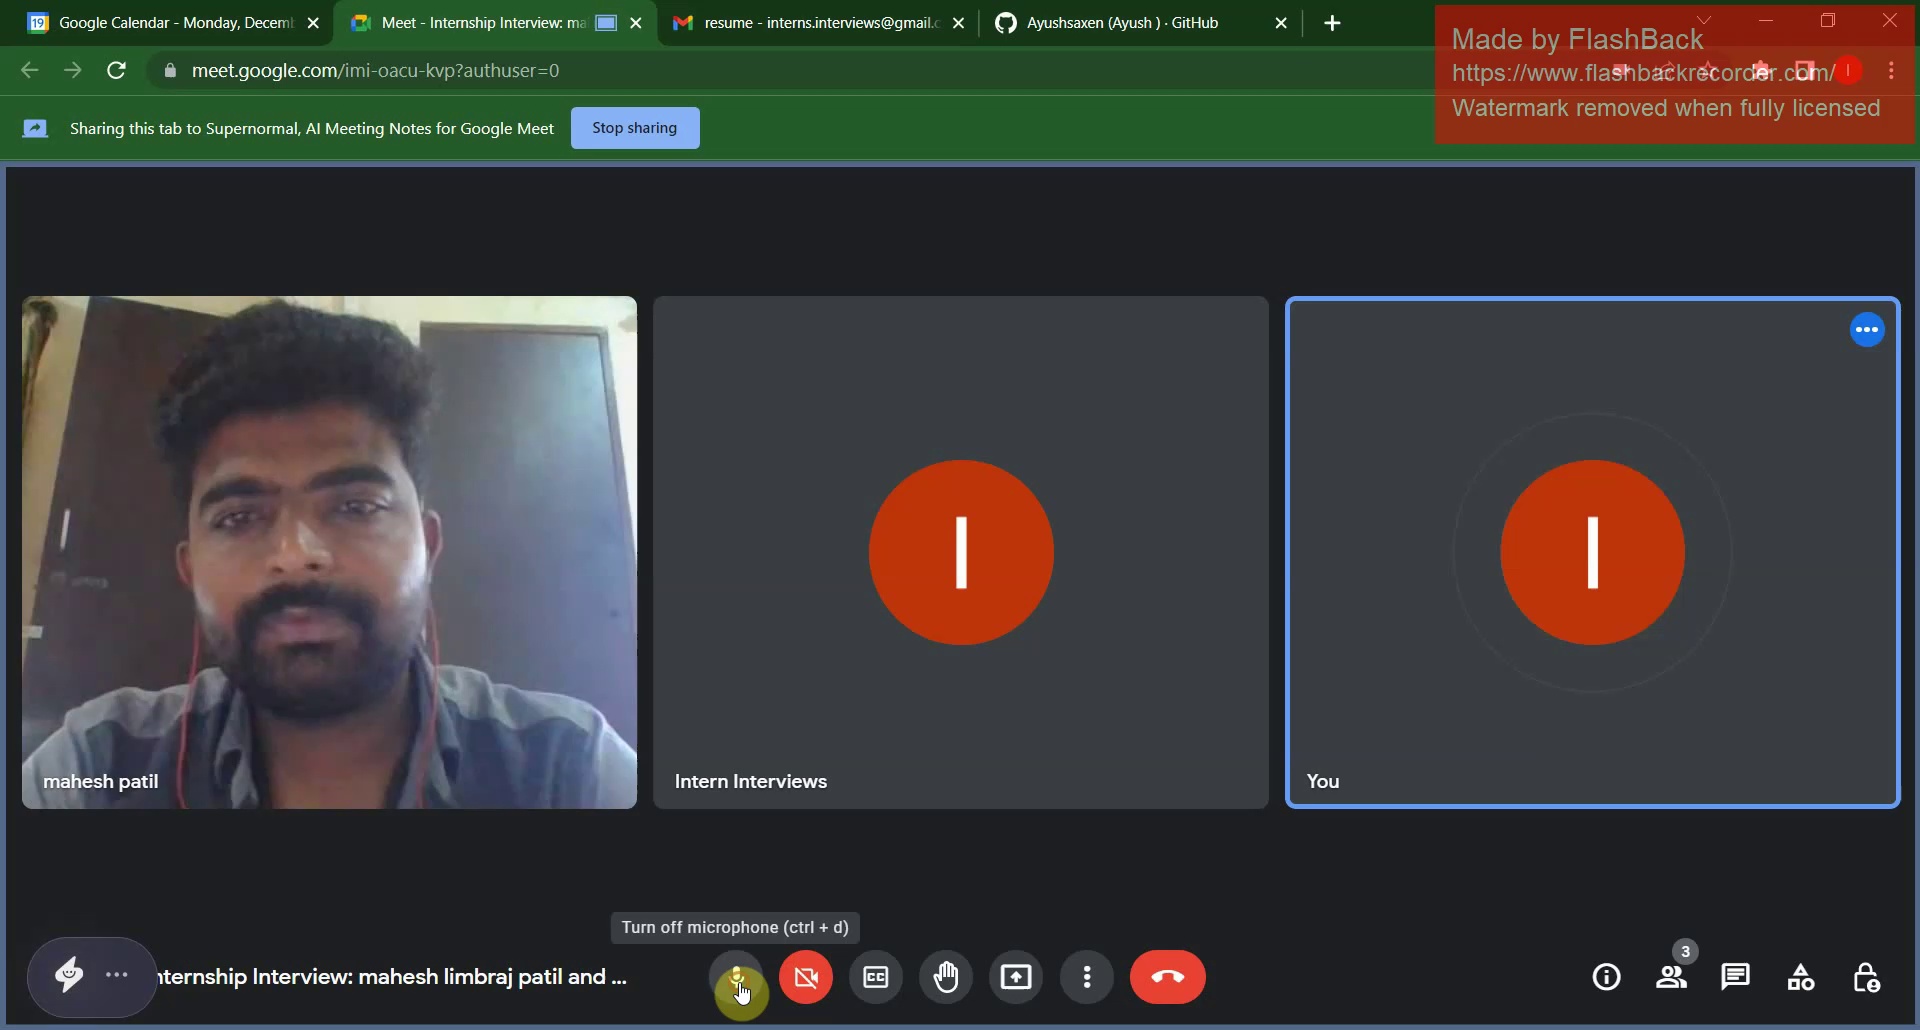 Google Calendar - Monday, Decemb
Meet - Internship Interview: ma
resume - interns.interviews@gmail.c
Ayushsaxen (Ayush ) · GitHub
Made by FlashBack
https://www.flashbackrecorder.com/
Watermark removed when fully licensed
meet.google.com/imi-oacu-kvp?authuser=0
Sharing this tab to Supernormal, AI Meeting Notes for Google Meet
Stop sharing
I
I
mahesh patil
Intern Interviews
You
Turn off microphone (ctrl + d)
nternship Interview: mahesh limbraj patil and ...
CC
3